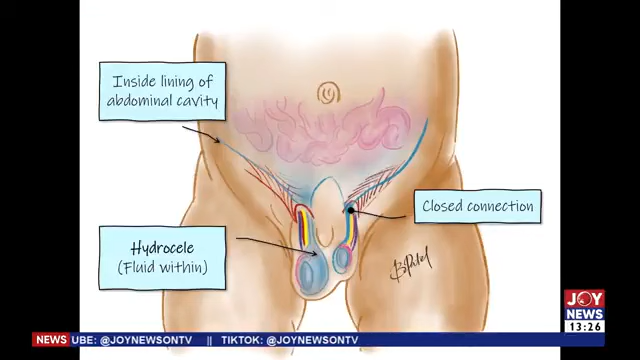 Inside lining of
abdominal cavity
Closed connection
Hydrocele
(Fluid within)
BPatel
JOY
NEWS
13:26
NEWS UBE: @JOYNEWSONTV || TIKTOK: @JOYNEWSONTV